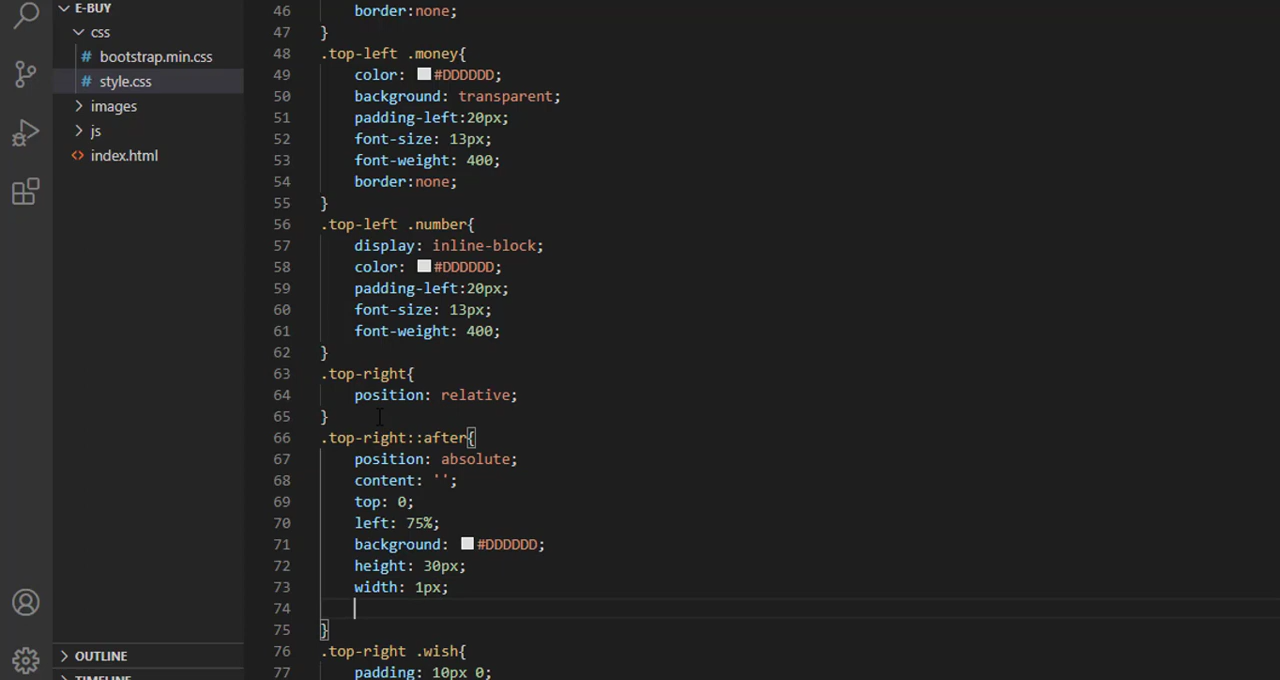 E-BUY
css
# bootstrap.min.css
# style.css
images
js
<> index.html
OUTLINE
TIMELINE
46 border:none;
47 }
48 .top-left .money{
49 color: #DDDDDD;
50 background: transparent;
51 padding-left:20px;
52 font-size: 13px;
53 font-weight: 400;
54 border:none;
55 }
56 .top-left .number{
57 display: inline-block;
58 color: #DDDDDD;
59 padding-left:20px;
60 font-size: 13px;
61 font-weight: 400;
62 }
63 .top-right{
64 position: relative;
65 }
66 .top-right::after{
67 position: absolute;
68 content: '';
69 top: 0;
70 left: 75%;
71 background: #DDDDDD;
72 height: 30px;
73 width: 1px;
74
75 }
76 .top-right .wish{
77 padding: 10px 0;